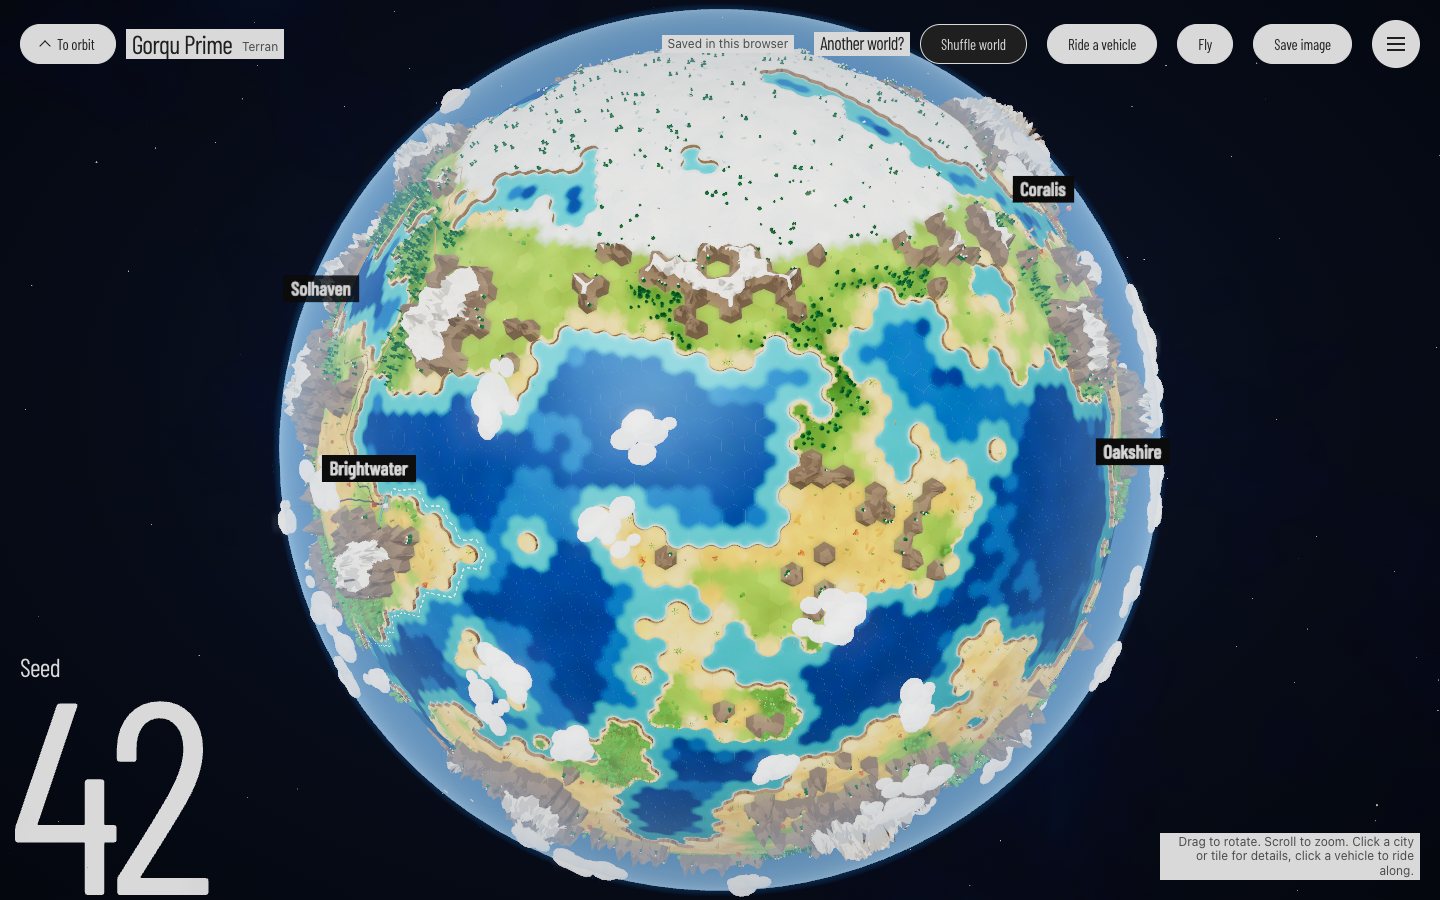 To orbit
Gorqu Prime Terran
Saved in this browser
Another world?
Shuffle world
Ride a vehicle
Fly
Save image
Coralis
Solhaven
Oakshire
Brightwater
Seed
42
Drag to rotate. Scroll to zoom. Click a city
or tile for details, click a vehicle to ride
along.